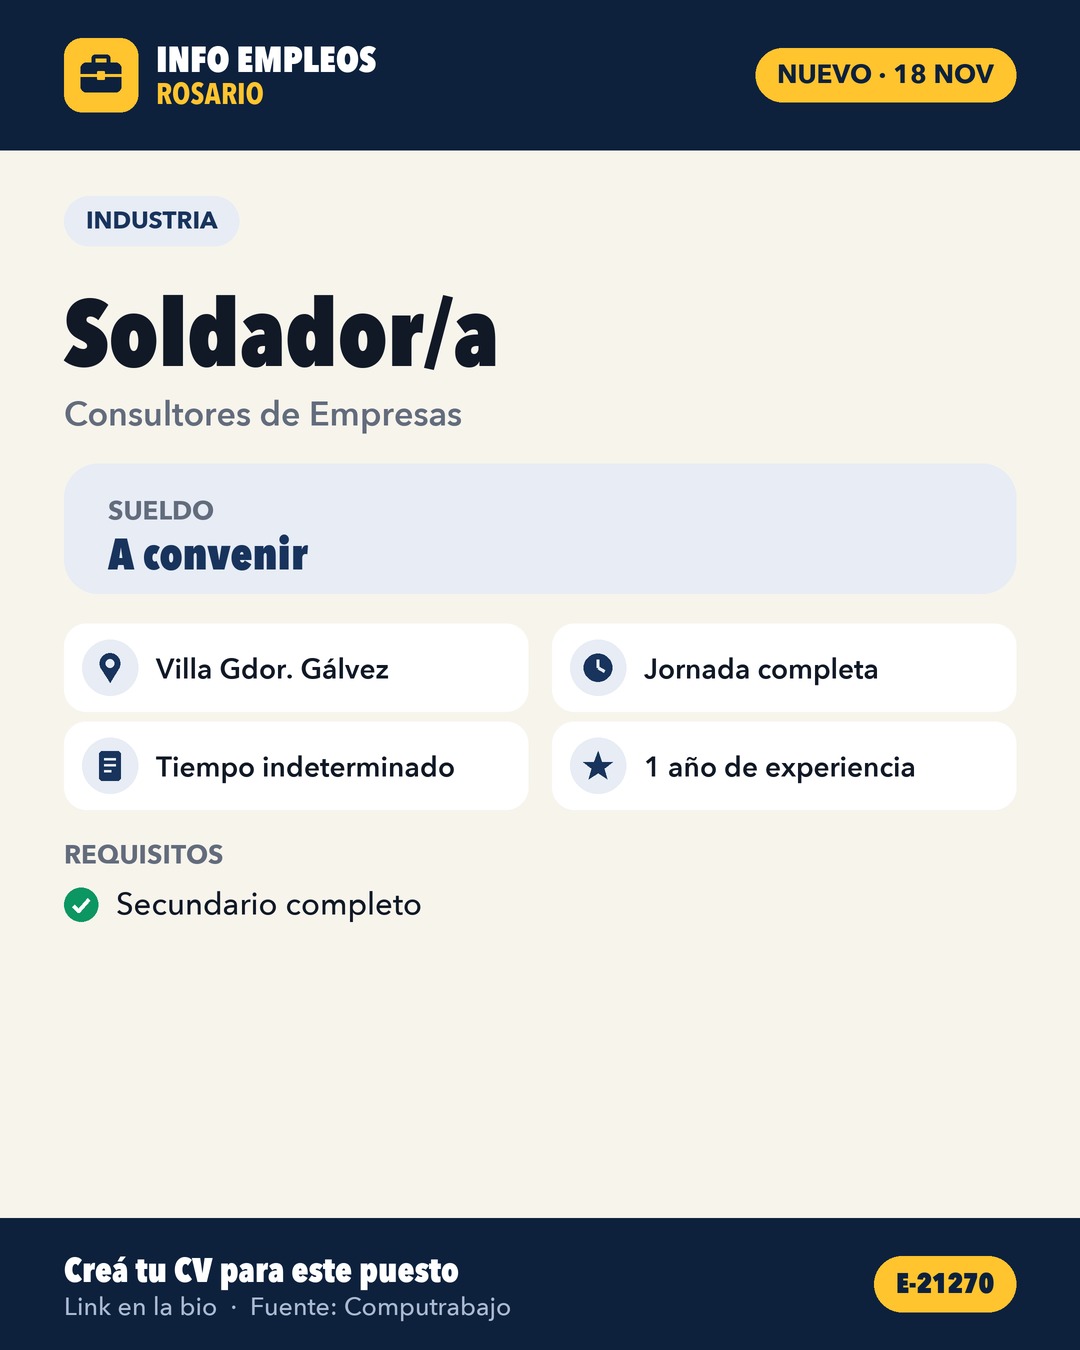 INFO EMPLEOS
ROSARIO
NUEVO · 18 NOV
INDUSTRIA
Soldador/a
Consultores de Empresas
SUELDO
A convenir
Villa Gdor. Gálvez
Jornada completa
Tiempo indeterminado
1 año de experiencia
REQUISITOS
Secundario completo
Creá tu CV para este puesto
Link en la bio · Fuente: Computrabajo
E-21270